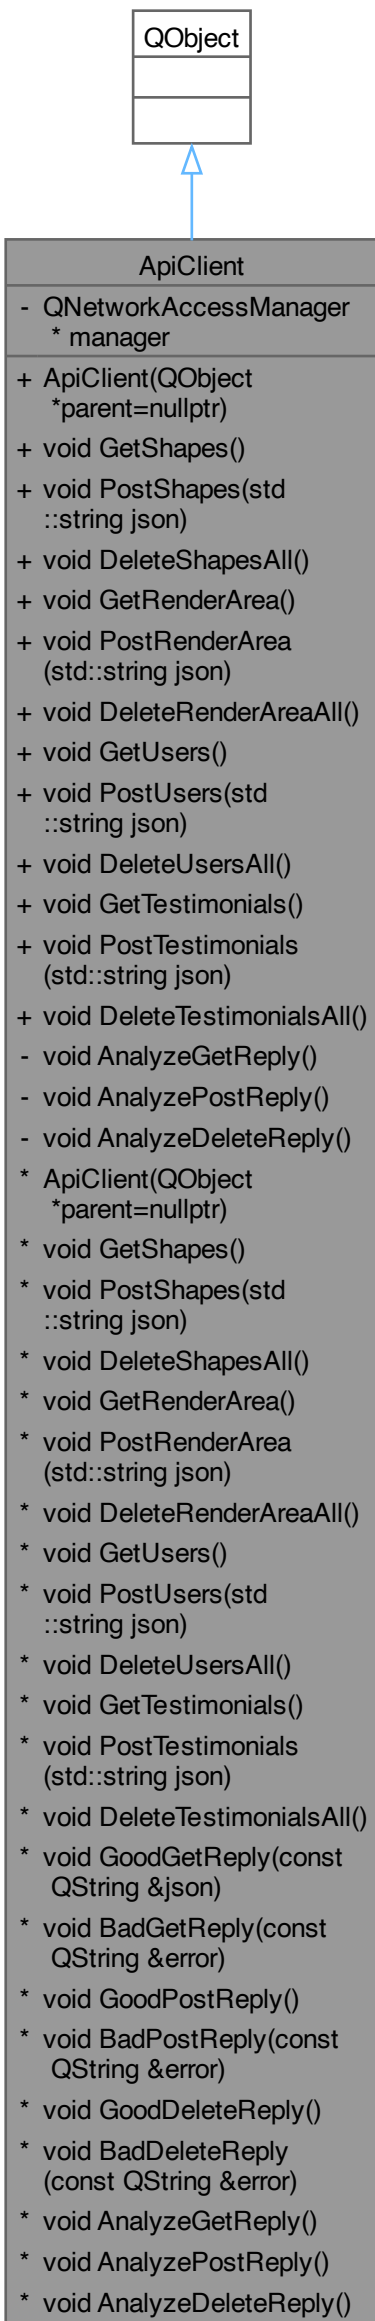 QObject
ApiClient
- QNetworkAccessManager
* manager
+ ApiClient(QObject
*parent=nullptr)
+ void GetShapes()
+ void PostShapes(std
::string json)
+ void DeleteShapesAll()
+ void GetRenderArea()
+ void PostRenderArea
(std::string json)
+ void DeleteRenderAreaAll()
+ void GetUsers()
+ void PostUsers(std
::string json)
+ void DeleteUsersAll()
+ void GetTestimonials()
+ void PostTestimonials
(std::string json)
+ void DeleteTestimonialsAll()
- void AnalyzeGetReply()
- void AnalyzePostReply()
- void AnalyzeDeleteReply()
* ApiClient(QObject
*parent=nullptr)
* void GetShapes()
* void PostShapes(std
::string json)
* void DeleteShapesAll()
* void GetRenderArea()
* void PostRenderArea
(std::string json)
* void DeleteRenderAreaAll()
* void GetUsers()
* void PostUsers(std
::string json)
* void DeleteUsersAll()
* void GetTestimonials()
* void PostTestimonials
(std::string json)
* void DeleteTestimonialsAll()
* void GoodGetReply(const
QString &json)
* void BadGetReply(const
QString &error)
* void GoodPostReply()
* void BadPostReply(const
QString &error)
* void GoodDeleteReply()
* void BadDeleteReply
(const QString &error)
* void AnalyzeGetReply()
* void AnalyzePostReply()
* void AnalyzeDeleteReply()